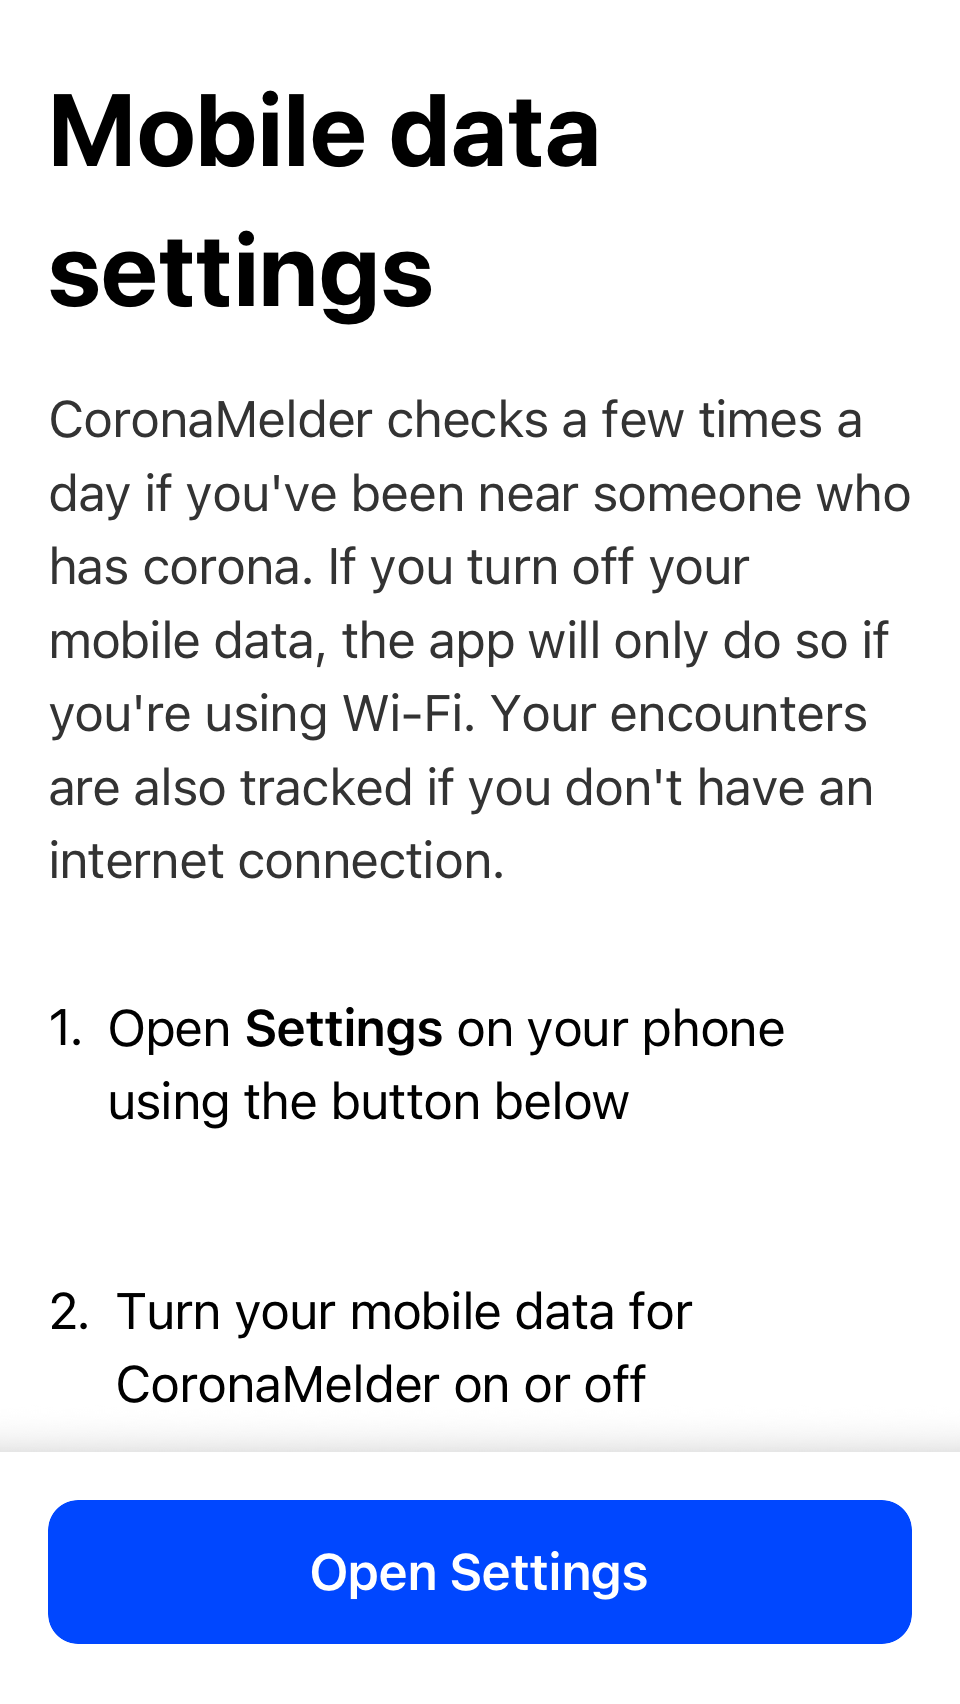 Mobile data
settings
CoronaMelder checks a few times a
day if you've been near someone who
has corona. If you turn off your
mobile data, the app will only do so if
you're using Wi-Fi. Your encounters
are also tracked if you don't have an
internet connection.
1. Open Settings on your phone
using the button below
2. Turn your mobile data for
CoronaMelder on or off
Open Settings